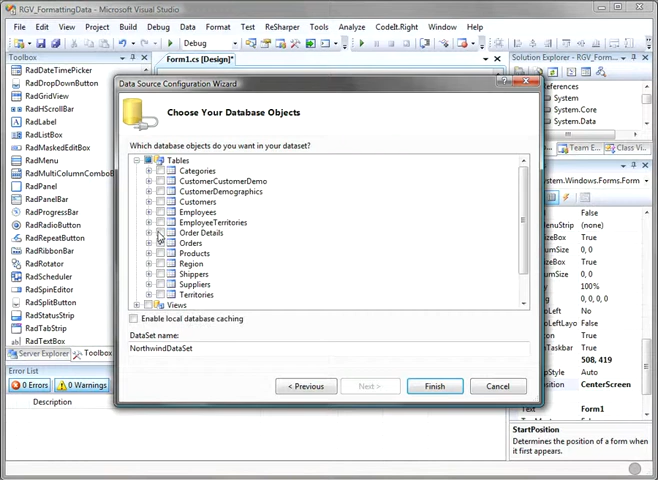 RGV_FormattingData - Microsoft Visual Studio
File Edit View Project Build Debug Data Format Test ReSharper Tools Analyze CodeIt.Right Window Help
Debug
Toolbox
RadDateTimePicker
RadDropDownButton
RadGridView
RadHScrollBar
RadLabel
RadListBox
RadMaskedEditBox
RadMenu
RadMultiColumnComboB
RadPanel
RadPanelBar
RadProgressBar
RadRadioButton
RadRepeatButton
RadRibbonBar
RadRotator
RadScheduler
RadSpinEditor
RadSplitButton
RadStatusStrip
RadTabStrip
RadTextBox
Server Explorer Toolbox
Error List
0 Errors 0 Warnings
Description
Form1.cs [Design]*
Data Source Configuration Wizard
Choose Your Database Objects
Which database objects do you want in your dataset?
Tables
Categories
CustomerCustomerDemo
CustomerDemographics
Customers
Employees
EmployeeTerritories
Order Details
Orders
Products
Region
Shippers
Suppliers
Territories
Views
Enable local database caching
DataSet name:
NorthwindDataSet
< Previous Next > Finish Cancel
Solution Explorer - RGV_Fo...
References
System
System.Core
System.Data
Team E... Class Vi...
System.Windows.Forms.Form
False
MenuStrip (none)
True
0, 0
0, 0
100%
0, 0, 0, 0
False
False
True
508, 419
CenterScreen
Text Form1
StartPosition
Determines the position of a form when
it first appears.